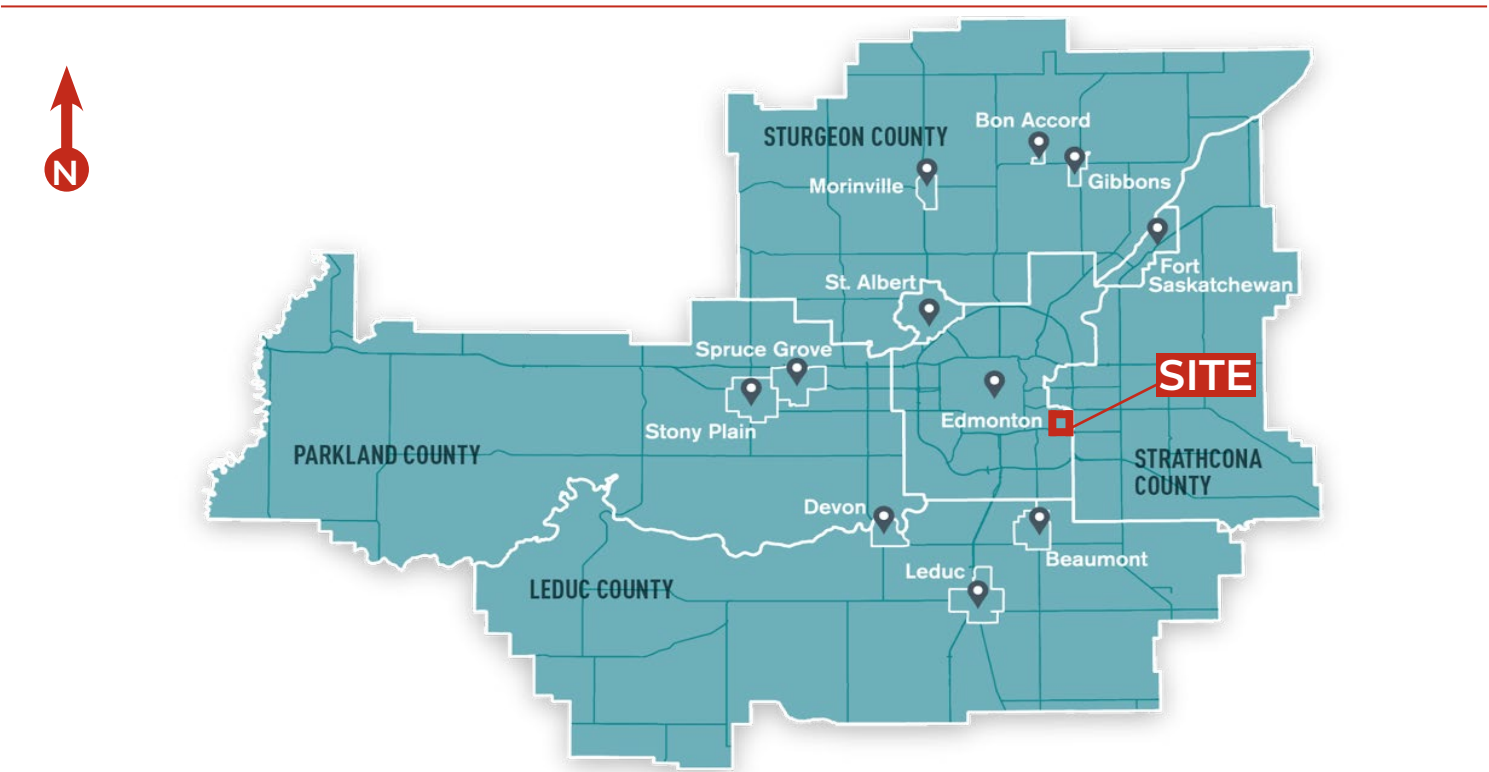 N
STURGEON COUNTY
Bon Accord
Morinville
Gibbons
St. Albert
Fort
Saskatchewan
Spruce Grove
SITE
Stony Plain
Edmonton
PARKLAND COUNTY
STRATHCONA
COUNTY
Devon
Beaumont
Leduc
LEDUC COUNTY